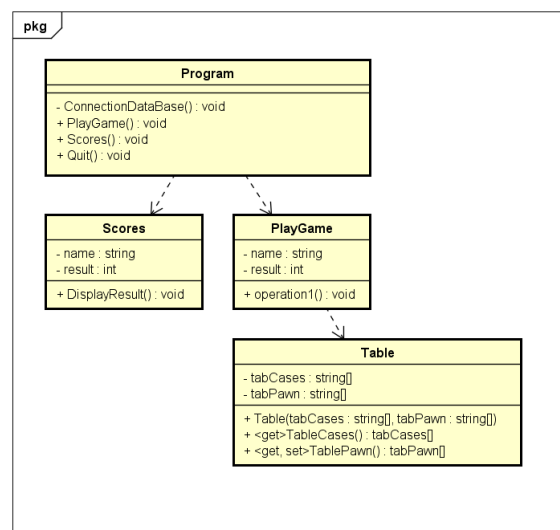 pkg
Program
- ConnectionDataBase() : void
+ PlayGame() : void
+ Scores() : void
+ Quit() : void
Scores
- name : string
- result : int
+ DisplayResult() : void
PlayGame
- name : string
- result : int
+ operation1() : void
Table
- tabCases : string[]
- tabPawn : string[]
+ Table(tabCases : string[], tabPawn : string[])
+ <get>TableCases() : tabCases[]
+ <get, set>TablePawn() : tabPawn[]